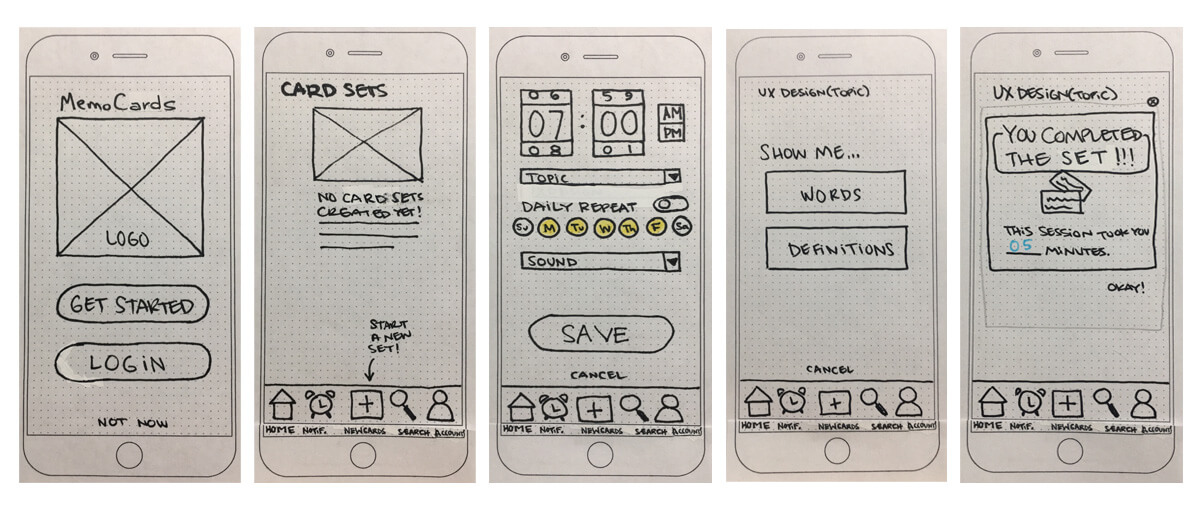 MemoCards
LOGO
GET STARTED
LOGIN
NOT NOW
CARD SETS
NO CARD SETS
CREATED YET!
START
A NEW
SET!
HOME NOTIF. NEWCARDS SEARCH ACCOUNT
06 59
07 : 00 AM
PM
08 01
TOPIC
DAILY REPEAT
Su M Tu W Th F Sa
SOUND
SAVE
CANCEL
HOME NOTIF. NEWCARDS SEARCH ACCOUNT
UX DESIGN(TOPIC)
SHOW ME...
WORDS
DEFINITIONS
CANCEL
HOME NOTIF. NEWCARDS SEARCH ACCOUNT
UX DESIGN(TOPIC)
YOU COMPLETED
THE SET!!!
THIS SESSION TOOK YOU
05 MINUTES.
OKAY!
HOME NOTIF. NEWCARDS SEARCH ACCOUNT